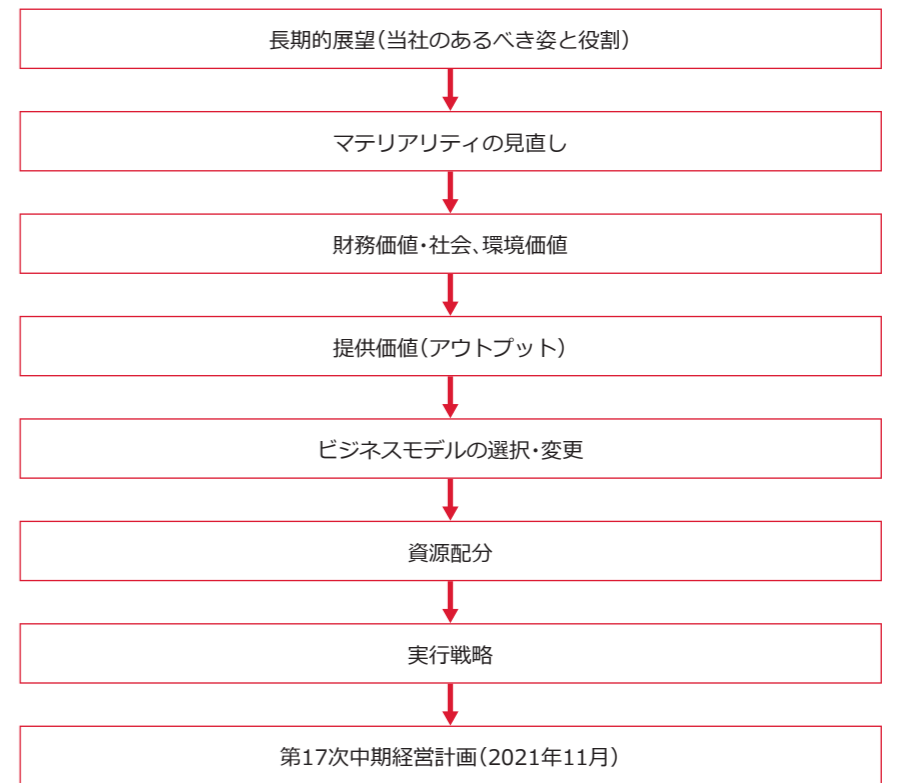 長期的展望（当社のあるべき姿と役割）
マテリアリティの見直し
財務価値・社会、環境価値
提供価値（アウトプット）
ビジネスモデルの選択・変更
資源配分
実行戦略
第17次中期経営計画（2021年11月）